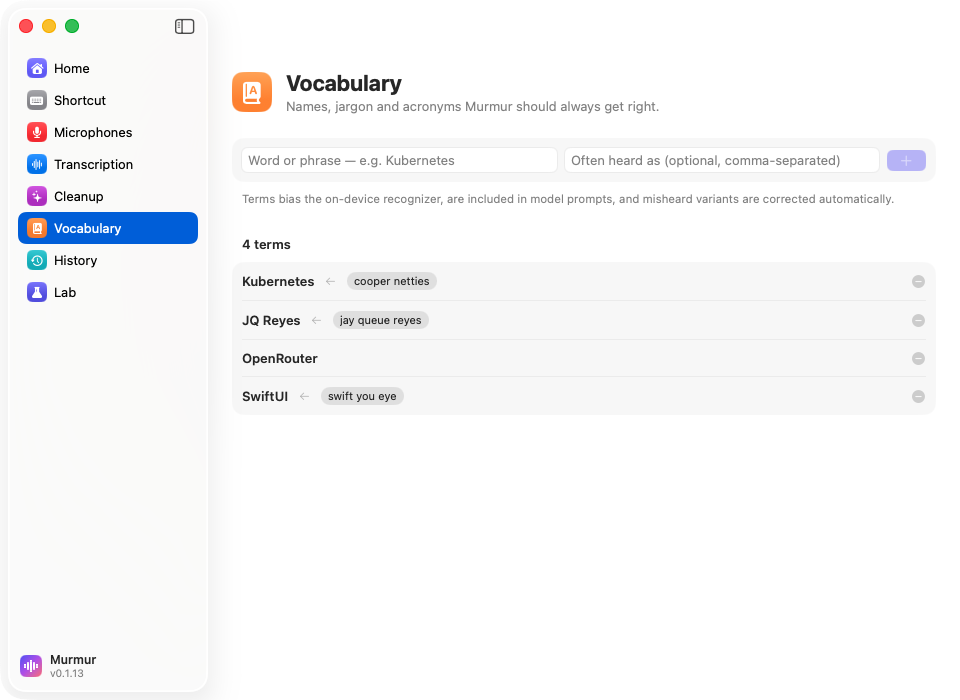 Home
Shortcut
Microphones
Transcription
Cleanup
Vocabulary
History
Lab
Murmur
v0.1.13
Vocabulary
Names, jargon and acronyms Murmur should always get right.
Word or phrase — e.g. Kubernetes
Often heard as (optional, comma-separated)
Terms bias the on-device recognizer, are included in model prompts, and misheard variants are corrected automatically.
4 terms
Kubernetes ← cooper netties
JQ Reyes ← jay queue reyes
OpenRouter
SwiftUI ← swift you eye